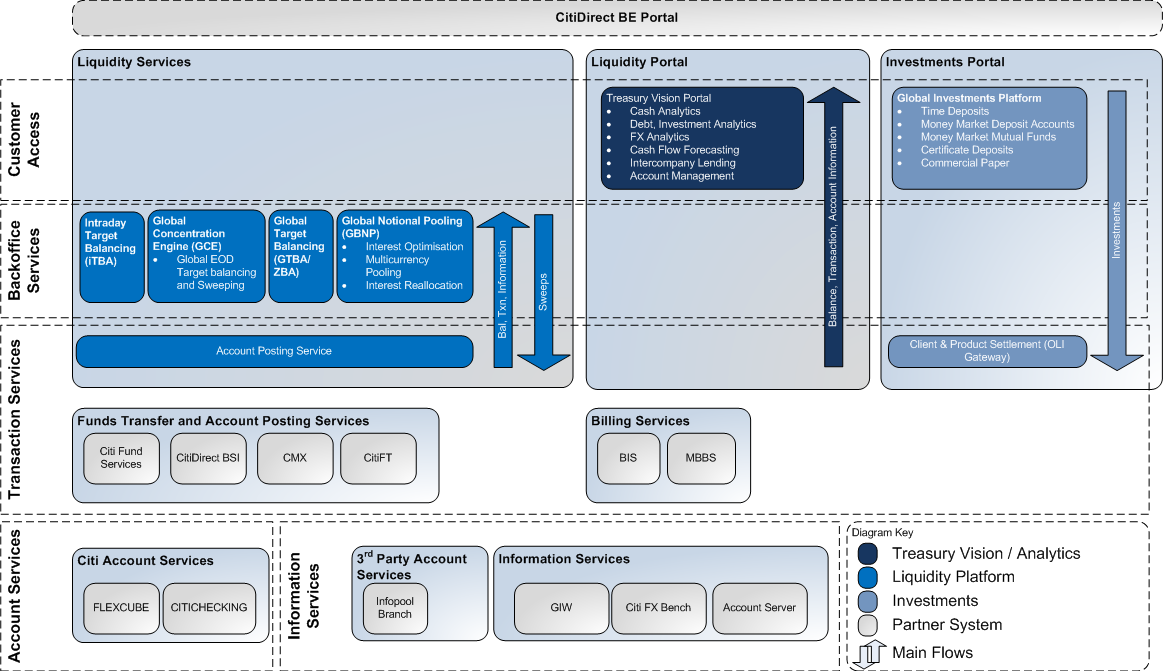 CitiDirect BE Portal
Liquidity Services
Liquidity Portal
Investments Portal
Customer
Access
Treasury Vision Portal
• Cash Analytics
• Debt, Investment Analytics
• FX Analytics
• Cash Flow Forecasting
• Intercompany Lending
• Account Management
Balance, Transaction, Account Information
Global Investments Platform
• Time Deposits
• Money Market Deposit Accounts
• Money Market Mutual Funds
• Certificate Deposits
• Commercial Paper
Investments
Backoffice
Services
Intraday
Target
Balancing
(iTBA)
Global
Concentration
Engine (GCE)
• Global EOD
Target balancing
and Sweeping
Global
Target
Balancing
(GTBA/
ZBA)
Global Notional Pooling
(GBNP)
• Interest Optimisation
• Multicurrency
Pooling
• Interest Reallocation
Bal, Txn, Information
Sweeps
Transaction Services
Account Posting Service
Client & Product Settlement (OLI
Gateway)
Funds Transfer and Account Posting Services
Citi Fund
Services
CitiDirect BSI
CMX
CitiFT
Billing Services
BIS
MBBS
Account Services
Citi Account Services
FLEXCUBE
CITICHECKING
Information
Services
3rd Party Account
Services
Infopool
Branch
Information Services
GIW
Citi FX Bench
Account Server
Diagram Key
Treasury Vision / Analytics
Liquidity Platform
Investments
Partner System
Main Flows